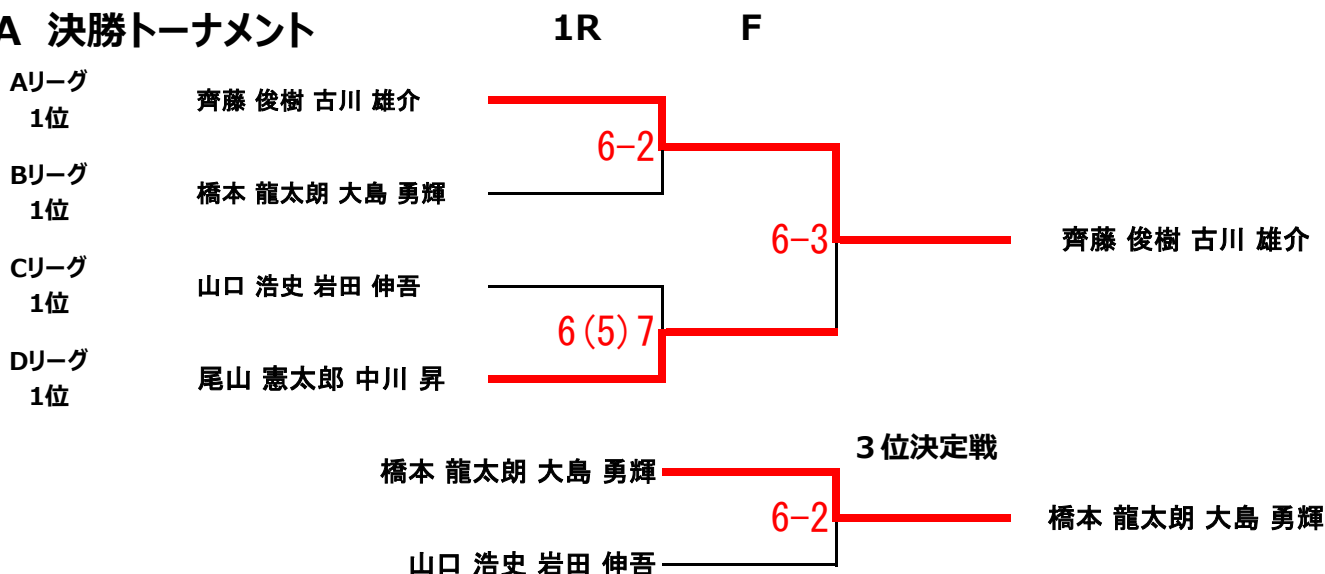 A 決勝トーナメント 1R F
Aリーグ
1位
齊藤 俊樹 古川 雄介
6-2
Bリーグ
1位
橋本 龍太朗 大島 勇輝
6-3
齊藤 俊樹 古川 雄介
Cリーグ
1位
山口 浩史 岩田 伸吾
6(5)7
Dリーグ
1位
尾山 憲太郎 中川 昇
3位決定戦
橋本 龍太朗 大島 勇輝
6-2
橋本 龍太朗 大島 勇輝
山口 浩史 岩田 伸吾